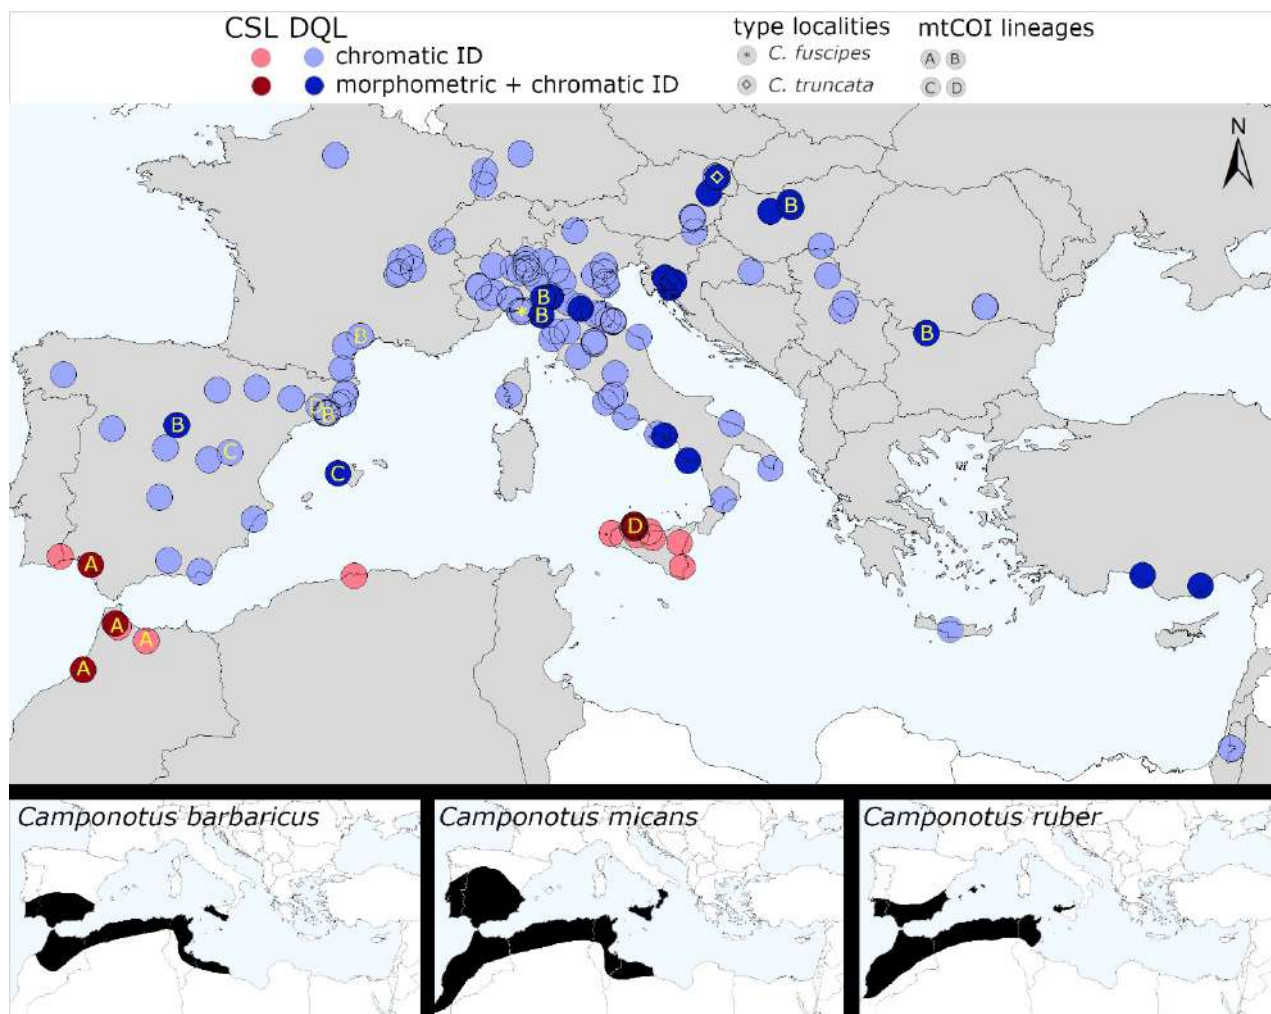 CSL DQL
chromatic ID
morphometric + chromatic ID
type localities
* C. fuscipes
◇ C. truncata
mtCOI lineages
A B
C D
N
B
B
B
B
B
B
D
B
B
C
C
D
A
A
A
A
*
Camponotus barbaricus
Camponotus micans
Camponotus ruber